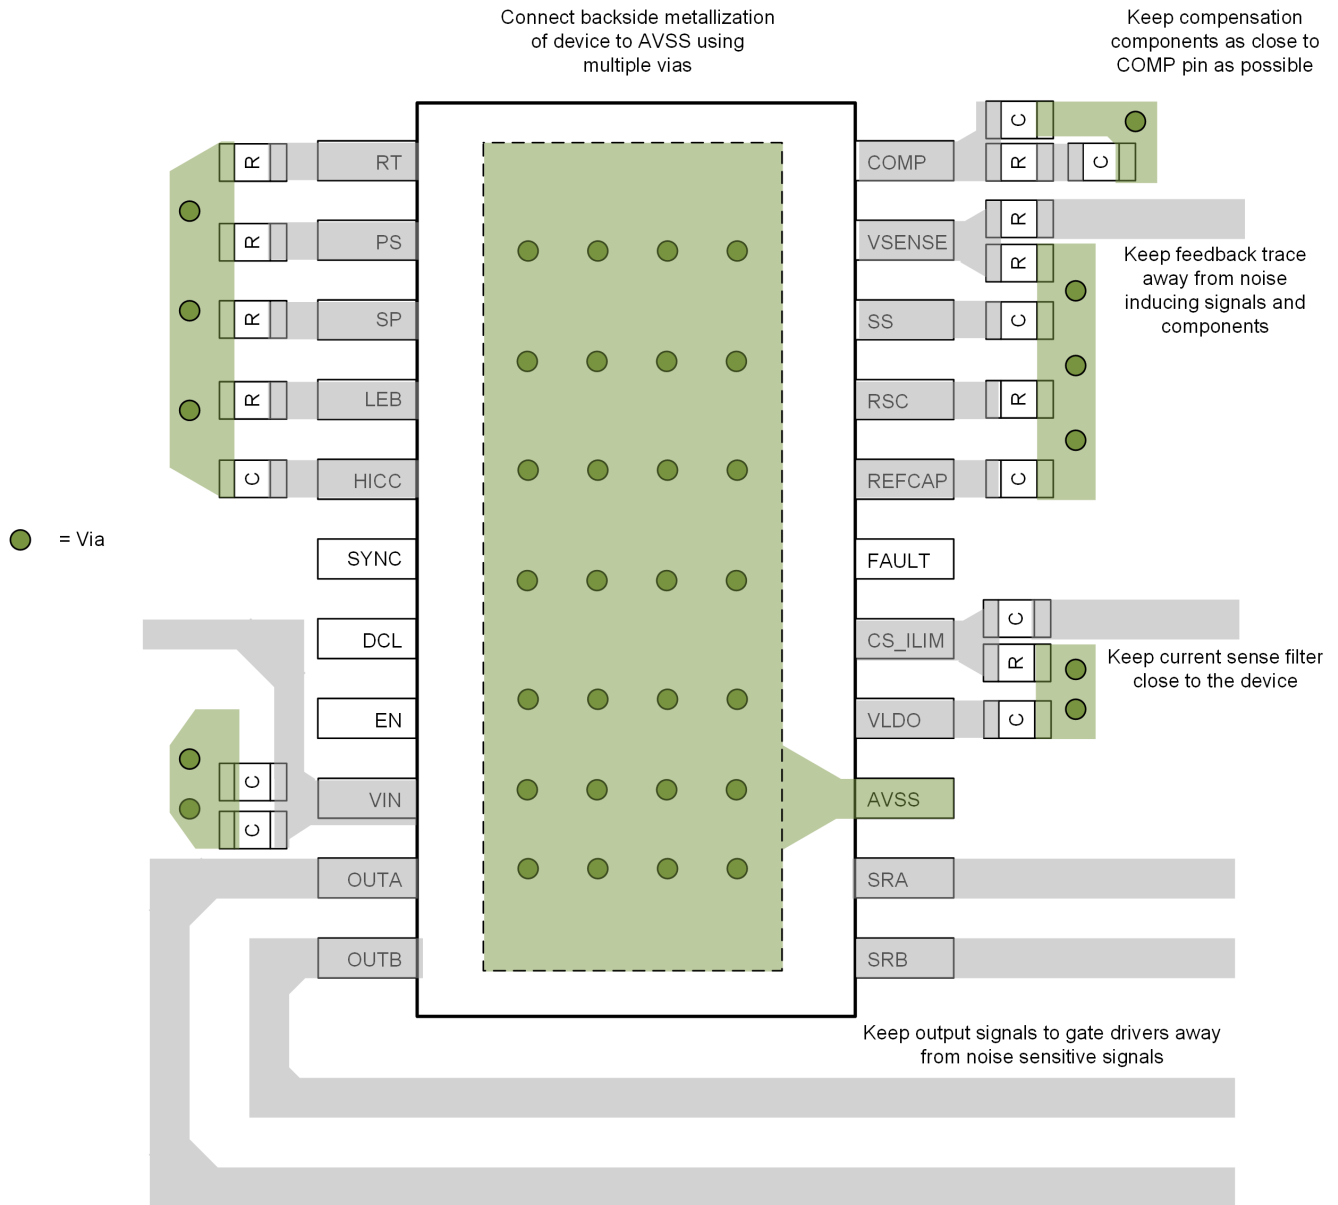 Connect backside metallization
of device to AVSS using
multiple vias
Keep compensation
components as close to
COMP pin as possible
RT
R
PS
R
SP
R
LEB
R
HICC
C
SYNC
DCL
EN
VIN
C
C
OUTA
OUTB
= Via
COMP
C
R
C
VSENSE
R
R
Keep feedback trace
away from noise
inducing signals and
components
SS
C
RSC
R
REFCAP
C
FAULT
CS_ILIM
C
R
Keep current sense filter
close to the device
VLDO
C
AVSS
SRA
SRB
Keep output signals to gate drivers away
from noise sensitive signals